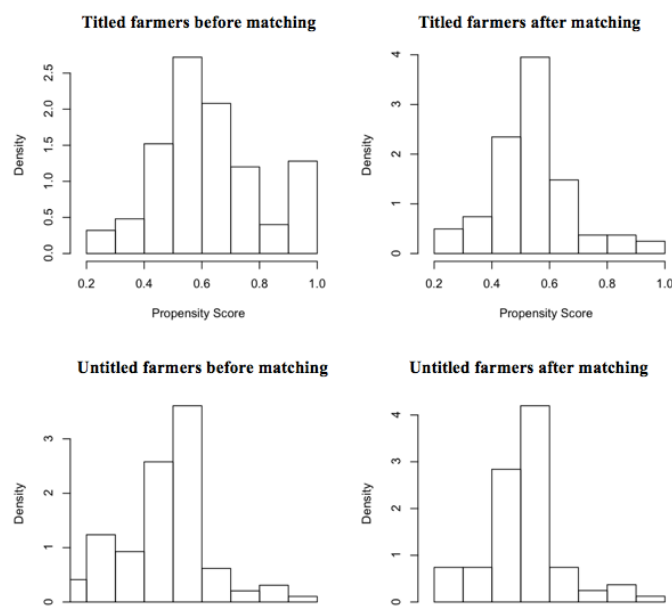 Titled farmers before matching
Titled farmers after matching
Density
0.0 0.5 1.0 1.5 2.0 2.5
0.2 0.4 0.6 0.8 1.0
Propensity Score
Density
0 1 2 3 4
0.2 0.4 0.6 0.8 1.0
Propensity Score
Untitled farmers before matching
Untitled farmers after matching
Density
0 1 2 3
Density
0 1 2 3 4